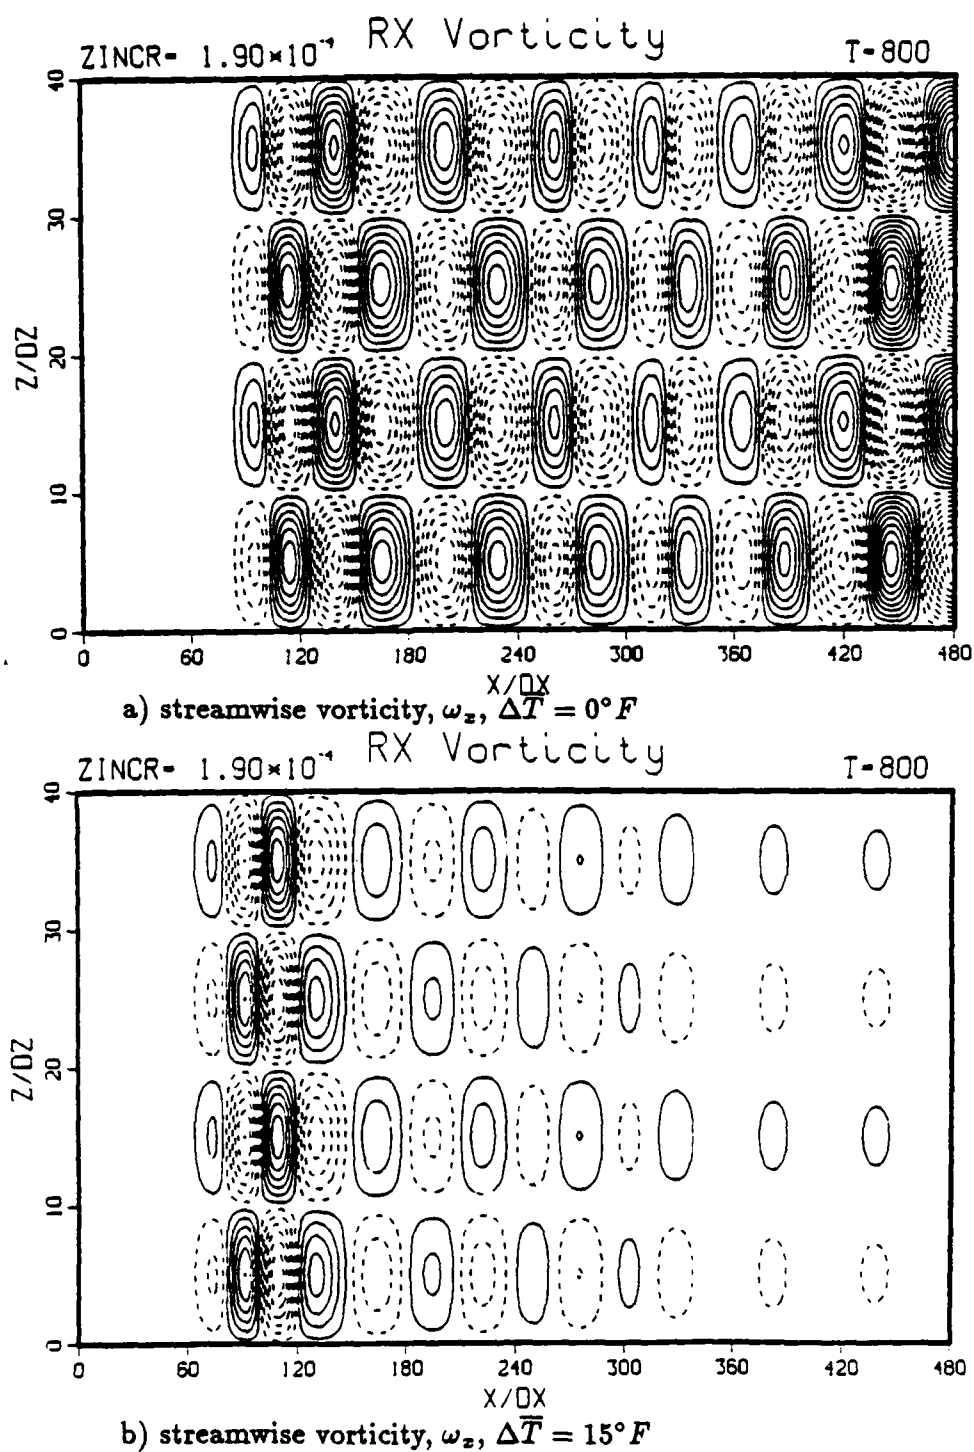 RX Vorticity
ZINCR= 1.90×10⁻⁴
T=800
40
30
20
10
0
Z/DZ
0 60 120 180 240 300 360 420 480
X/DX
a) streamwise vorticity, ωₓ, ΔT̅ = 0°F
RX Vorticity
ZINCR= 1.90×10⁻⁴
T=800
40
30
20
10
0
Z/DZ
0 60 120 180 240 300 360 420 480
X/DX
b) streamwise vorticity, ωₓ, ΔT̅ = 15°F